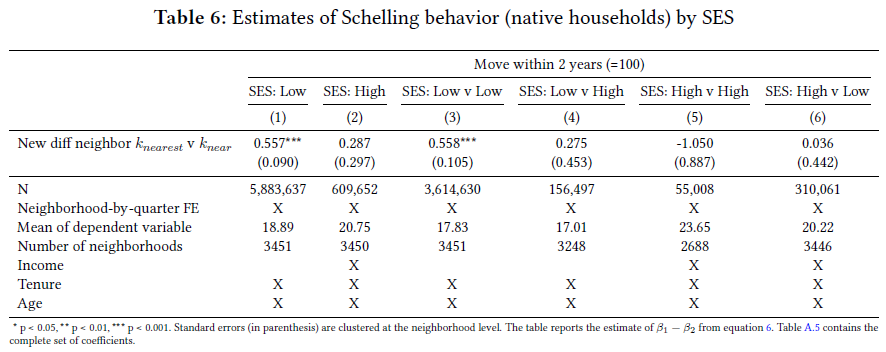 Table 6: Estimates of Schelling behavior (native households) by SES
Move within 2 years (=100)
SES: Low SES: High SES: Low v Low SES: Low v High SES: High v High SES: High v Low
(1) (2) (3) (4) (5) (6)
New diff neighbor k_nearest v k_near 0.557*** 0.287 0.558*** 0.275 -1.050 0.036
(0.090) (0.297) (0.105) (0.453) (0.887) (0.442)
N 5,883,637 609,652 3,614,630 156,497 55,008 310,061
Neighborhood-by-quarter FE X X X X X X
Mean of dependent variable 18.89 20.75 17.83 17.01 23.65 20.22
Number of neighborhoods 3451 3450 3451 3248 2688 3446
Income X X X
Tenure X X X X X X
Age X X X X X X
* p < 0.05, ** p < 0.01, *** p < 0.001. Standard errors (in parenthesis) are clustered at the neighborhood level. The table reports the estimate of β1 − β2 from equation 6. Table A.5 contains the
complete set of coefficients.